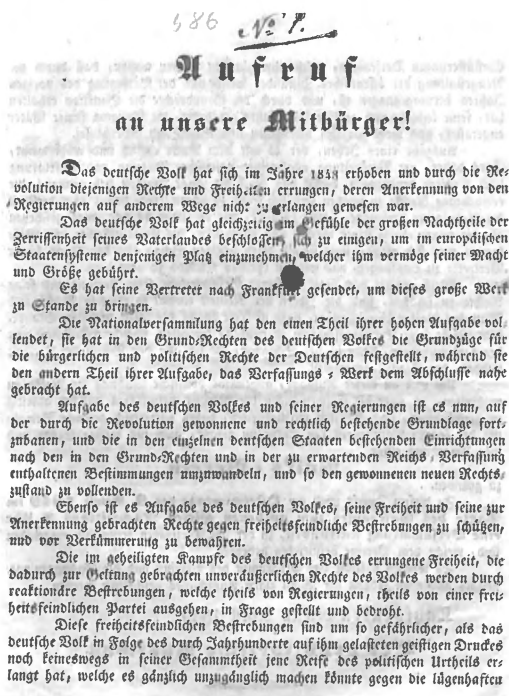 586 No. 1.
Aufruf
an unsere Mitbürger!
Das deutsche Volk hat sich im Jahre 1848 erhoben und durch die Re-
volution diejenigen Rechte und Freiheiten errungen, deren Anerkennung von den
Regierungen auf anderem Wege nicht zu erlangen gewesen war.
Das deutsche Volk hat gleichzeitig im Gefühle der großen Nachtheile der
Zerrissenheit seines Vaterlandes beschlossen, sich zu einigen, um im europäischen
Staatensysteme denjenigen Platz einzunehmen, welcher ihm vermöge seiner Macht
und Größe gebührt.
Es hat seine Vertreter nach Frankfurt gesendet, um dieses große Werk
zu Stande zu bringen.
Die Nationalversammlung hat den einen Theil ihrer hohen Aufgabe vol-
lendet, sie hat in den Grund-Rechten des deutschen Volkes die Grundzüge für
die bürgerlichen und politischen Rechte der Deutschen festgestellt, während sie
den andern Theil ihrer Aufgabe, das Verfassungs-Werk dem Abschlusse nahe
gebracht hat.
Aufgabe des deutschen Volkes und seiner Regierungen ist es nun, auf
der durch die Revolution gewonnene und rechtlich bestehende Grundlage fort-
zubauen, und die in den einzelnen deutschen Staaten bestehenden Einrichtungen
nach den in den Grund-Rechten und in der zu erwartenden Reichs-Verfassung
enthaltenen Bestimmungen umzuwandeln, und so den gewonnenen neuen Rechts-
zustand zu vollenden.
Ebenso ist es Aufgabe des deutschen Volkes, seine Freiheit und seine zur
Anerkennung gebrachten Rechte gegen freiheitsfeindliche Bestrebungen zu schützen,
und vor Verkümmerung zu bewahren.
Die im geheiligten Kampfe des deutschen Volkes errungene Freiheit, die
dadurch zur Geltung gebrachten unveräußerlichen Rechte des Volkes werden durch
reaktionäre Bestrebungen, welche theils von Regierungen, theils von einer frei-
heitsfeindlichen Partei ausgehen, in Frage gestellt und bedroht.
Diese freiheitsfeindlichen Bestrebungen sind um so gefährlicher, als das
deutsche Volk in Folge des durch Jahrhunderte auf ihm gelasteten geistigen Druckes
noch keineswegs in seiner Gesammtheit jene Reife des politischen Urtheils er-
langt hat, welche es gänzlich unzugänglich machen könnte gegen die lügenhaften